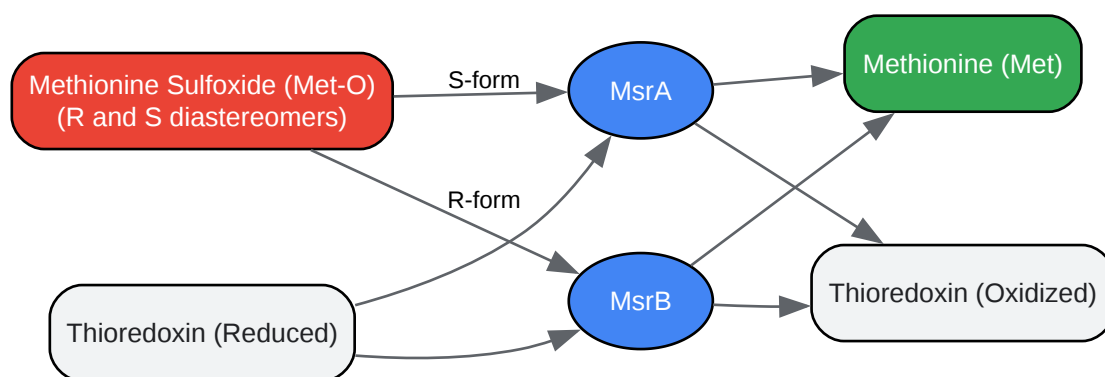 Methionine Sulfoxide (Met-O)
(R and S diastereomers)
S-form
MsrA
Methionine (Met)
R-form
Thioredoxin (Reduced)
MsrB
Thioredoxin (Oxidized)